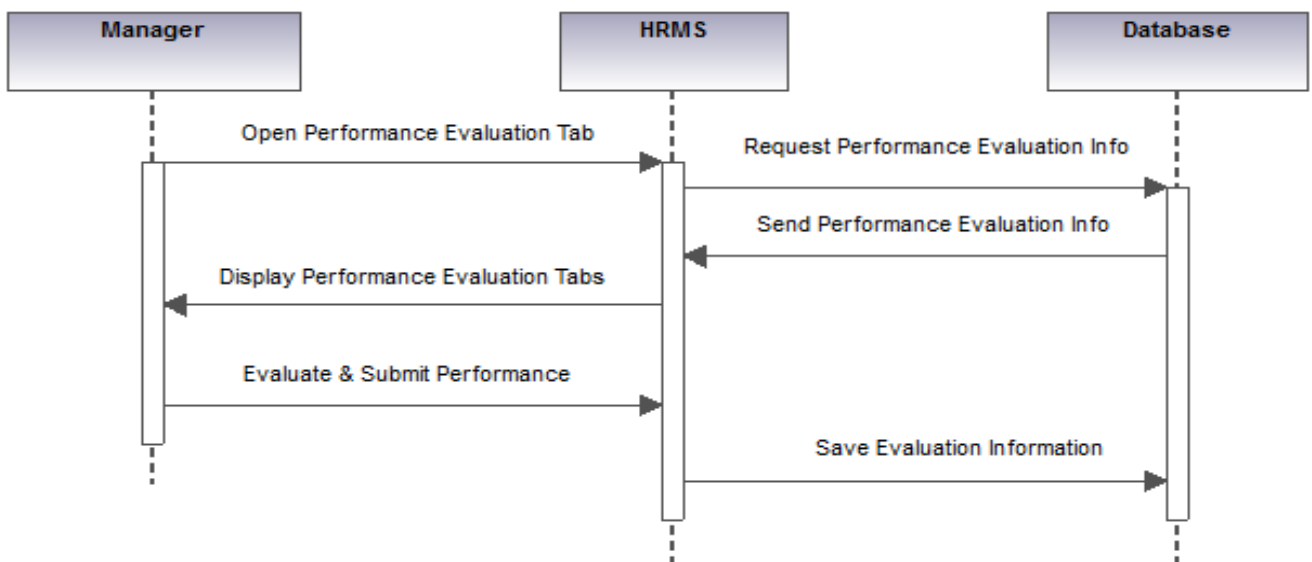 Manager
HRMS
Database
Open Performance Evaluation Tab
Request Performance Evaluation Info
Send Performance Evaluation Info
Display Performance Evaluation Tabs
Evaluate & Submit Performance
Save Evaluation Information